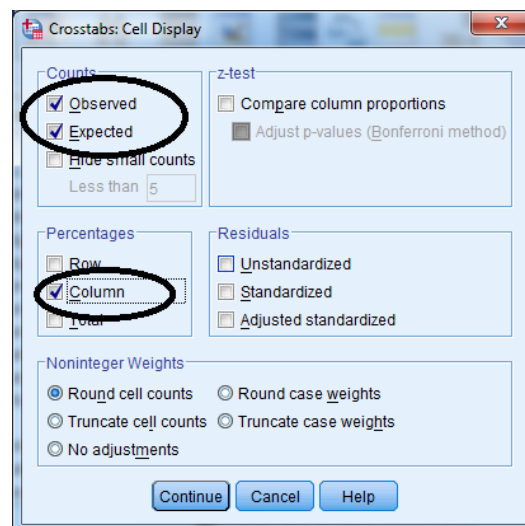 Crosstabs: Cell Display
Counts
Observed
Expected
Hide small counts
Less than 5
z-test
Compare column proportions
Adjust p-values (Bonferroni method)
Percentages
Row
Column
Total
Residuals
Unstandardized
Standardized
Adjusted standardized
Noninteger Weights
Round cell counts
Round case weights
Truncate cell counts
Truncate case weights
No adjustments
Continue
Cancel
Help